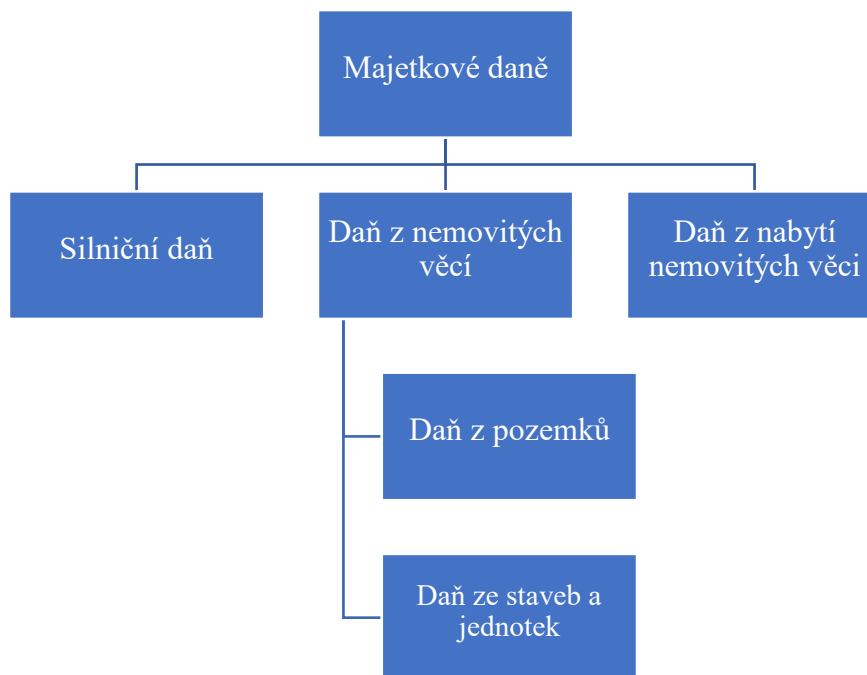 Majetkové daně
Silniční daň
Daň z nemovitých
věcí
Daň z nabytí
nemovitých věci
Daň z pozemků
Daň ze staveb a
jednotek